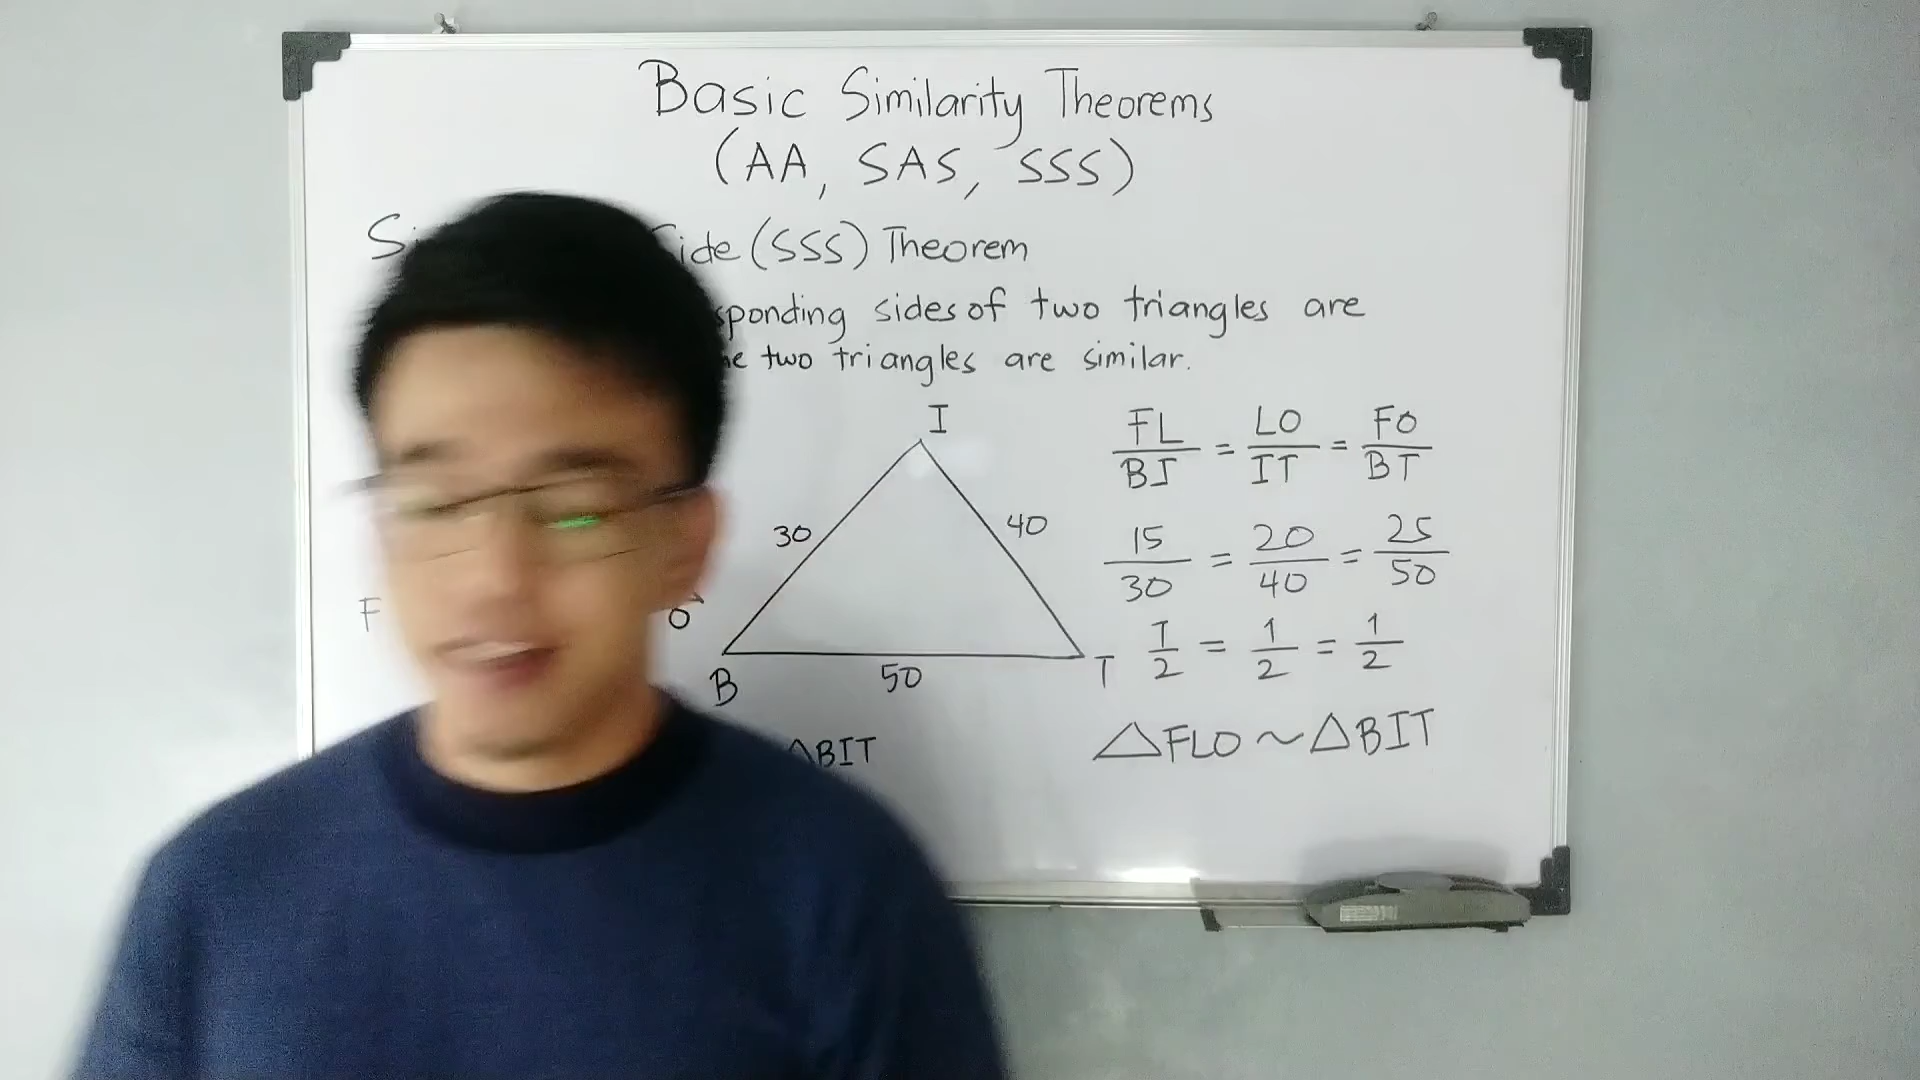 Basic Similarity Theorems
(AA, SAS, SSS)
Side (SSS) Theorem
sponding sides of two triangles are
two triangles are similar.
I
30
40
F
O
B
50
T
△BIT
FL/BI = LO/IT = FO/BT
15/30 = 20/40 = 25/50
1/2 = 1/2 = 1/2
△FLO ~ △BIT